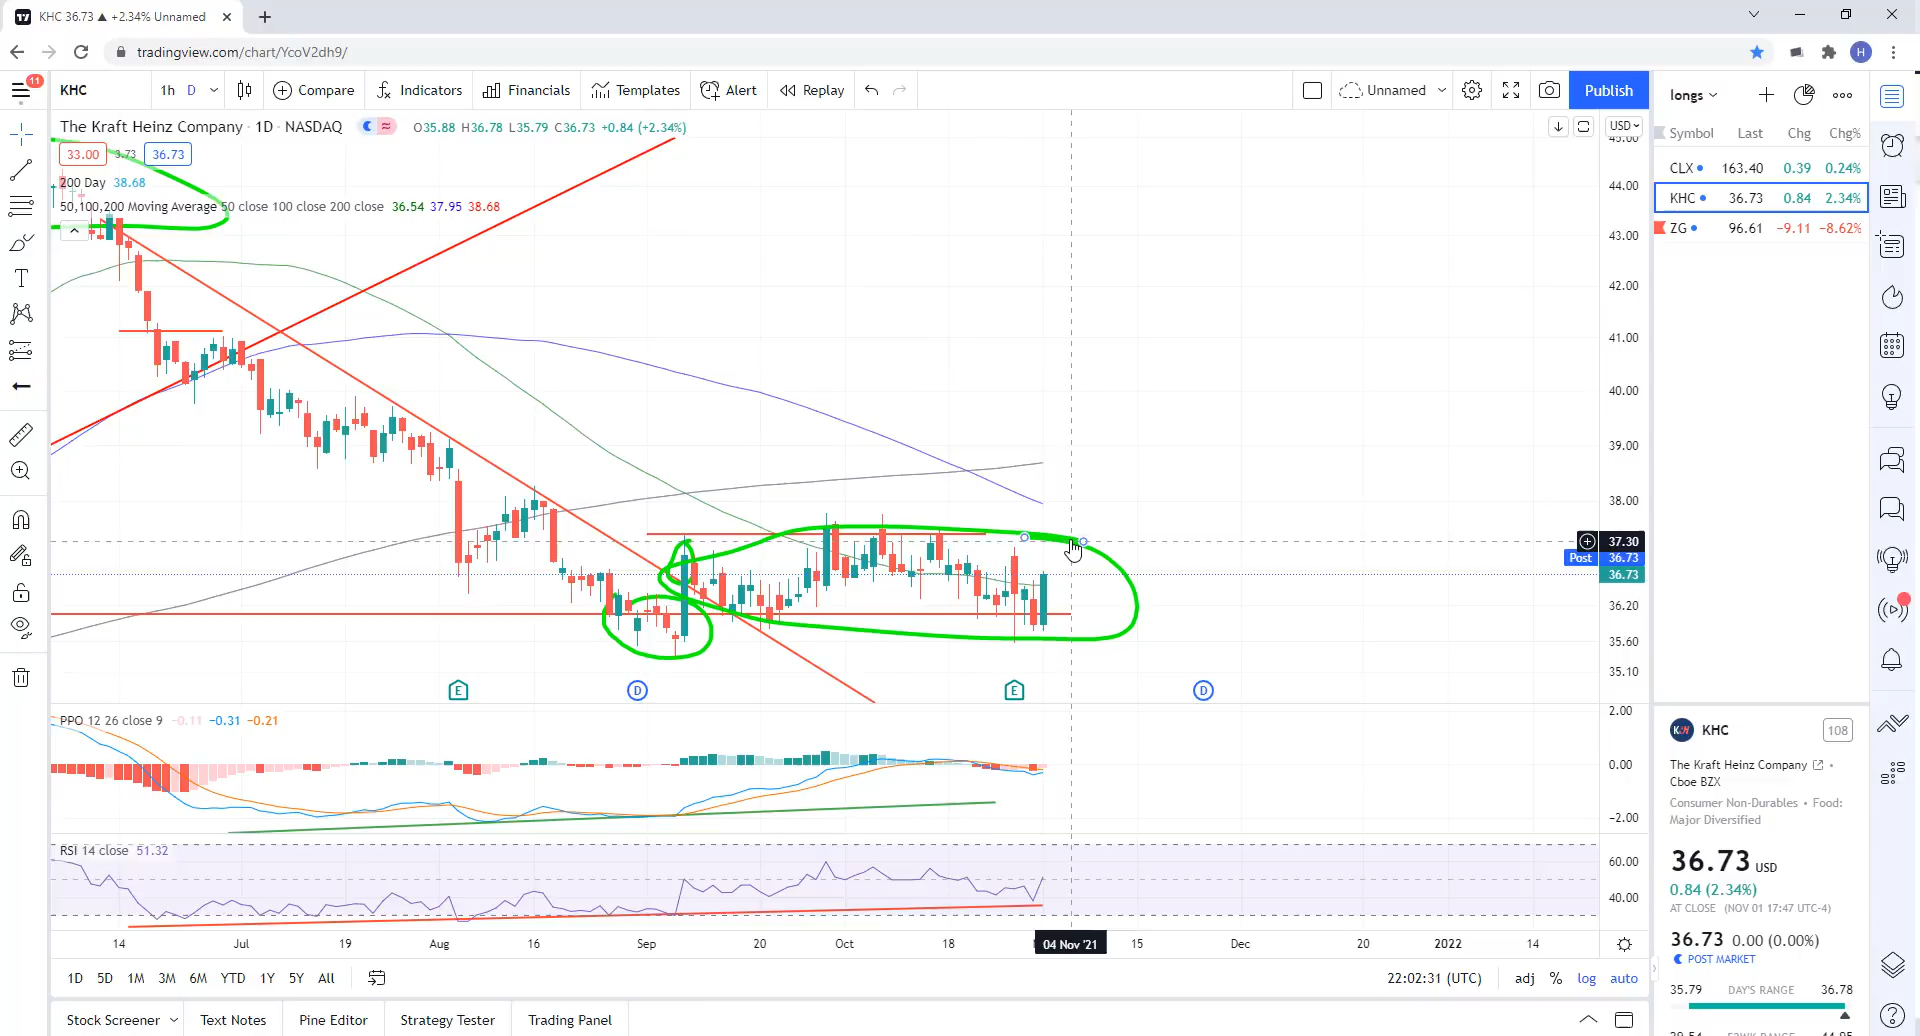 KHC 36.73 ▲ +2.34% Unnamed
tradingview.com/chart/YcoV2dh9/
H
11
KHC 1h D Compare Indicators Financials Templates Alert Replay Unnamed Publish
longs
The Kraft Heinz Company · 1D · NASDAQ O35.88 H36.78 L35.79 C36.73 +0.84 (+2.34%)
USD
Symbol Last Chg Chg%
33.00 3.73 36.73
CLX 163.40 0.39 0.24%
200 Day 38.68
KHC 36.73 0.84 2.34%
50,100,200 Moving Average 50 close 100 close 200 close 36.54 37.95 38.68
ZG 96.61 −9.11 −8.62%
45.00
44.00
43.00
42.00
41.00
40.00
39.00
38.00
37.30
Post 36.73
36.73
36.20
35.60
35.10
E D E D
PPO 12 26 close 9 −0.11 −0.31 −0.21
2.00
0.00
−2.00
RSI 14 close 51.32
60.00
40.00
14 Jul 19 Aug 16 Sep 20 Oct 18 04 Nov '21 15 Dec 20 2022 14
1D 5D 1M 3M 6M YTD 1Y 5Y All
22:02:31 (UTC) adj % log auto
Stock Screener Text Notes Pine Editor Strategy Tester Trading Panel
KHC 108
The Kraft Heinz Company
Cboe BZX
Consumer Non-Durables • Food:
Major Diversified
36.73 USD
0.84 (2.34%)
AT CLOSE (NOV 01 17:47 UTC-4)
36.73 0.00 (0.00%)
POST MARKET
35.79 DAY'S RANGE 36.78